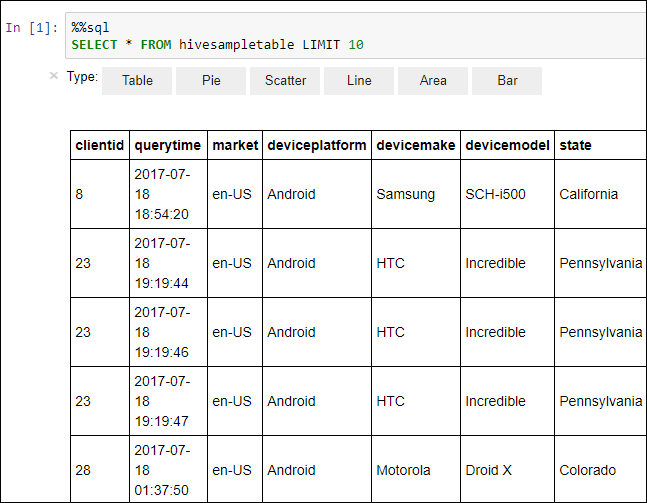 In [1]: %%sql
SELECT * FROM hivesampletable LIMIT 10
× Type: Table Pie Scatter Line Area Bar
clientid querytime market deviceplatform devicemake devicemodel state
2017-07-
8 18 en-US Android Samsung SCH-i500 California
18:54:20
2017-07-
23 18 en-US Android HTC Incredible Pennsylvania
19:19:44
2017-07-
23 18 en-US Android HTC Incredible Pennsylvania
19:19:46
2017-07-
23 18 en-US Android HTC Incredible Pennsylvania
19:19:47
2017-07-
28 18 en-US Android Motorola Droid X Colorado
01:37:50